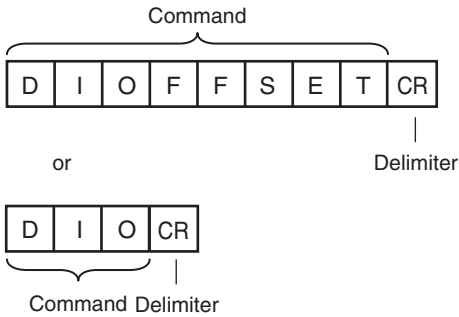 Command
D I O F F S E T CR
or
Delimiter
D I O CR
Command Delimiter